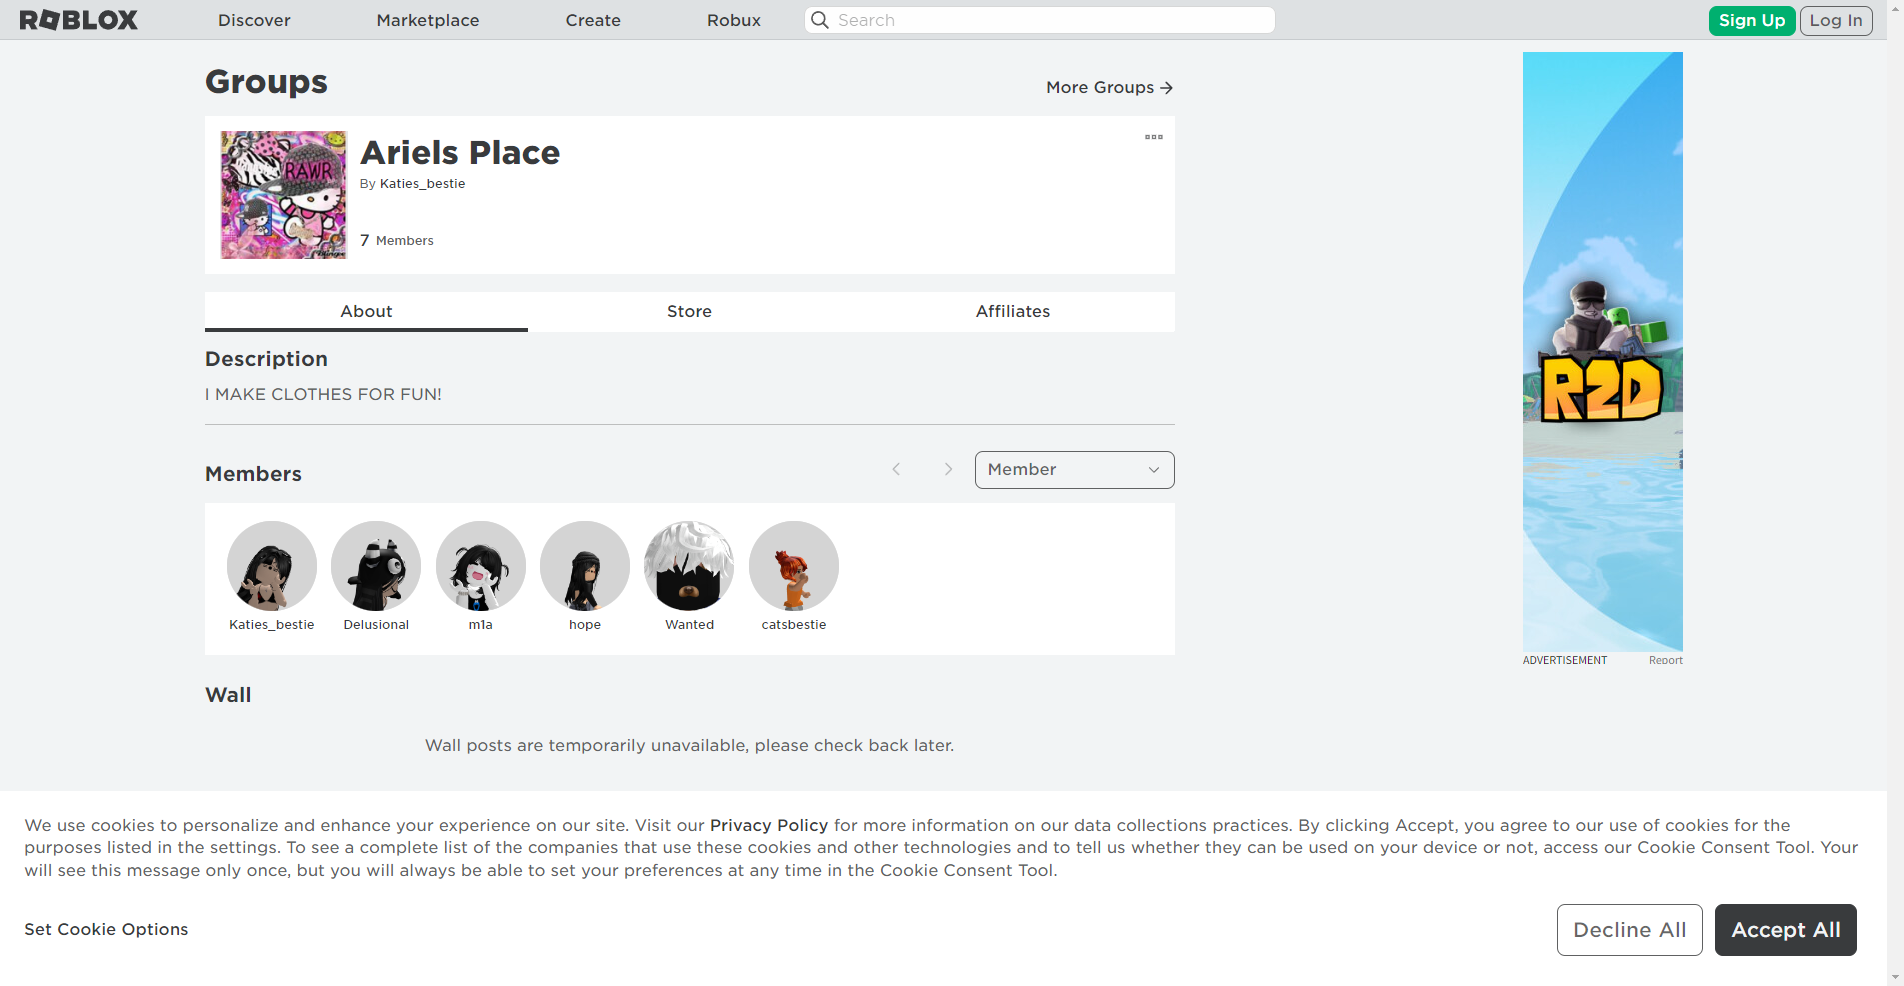 ROBLOX
Discover
Marketplace
Create
Robux
Search
Sign Up
Log In
Groups
More Groups
RAWR
Ariels Place
By Katies_bestie
7 Members
About
Store
Affiliates
Description
I MAKE CLOTHES FOR FUN!
R2D
Members
Member
Katies_bestie
Delusional
m1a
hope
Wanted
catsbestie
ADVERTISEMENT
Report
Wall
Wall posts are temporarily unavailable, please check back later.
We use cookies to personalize and enhance your experience on our site. Visit our Privacy Policy for more information on our data collections practices. By clicking Accept, you agree to our use of cookies for the
purposes listed in the settings. To see a complete list of the companies that use these cookies and other technologies and to tell us whether they can be used on your device or not, access our Cookie Consent Tool. Your
will see this message only once, but you will always be able to set your preferences at any time in the Cookie Consent Tool.
Set Cookie Options
Decline All
Accept All